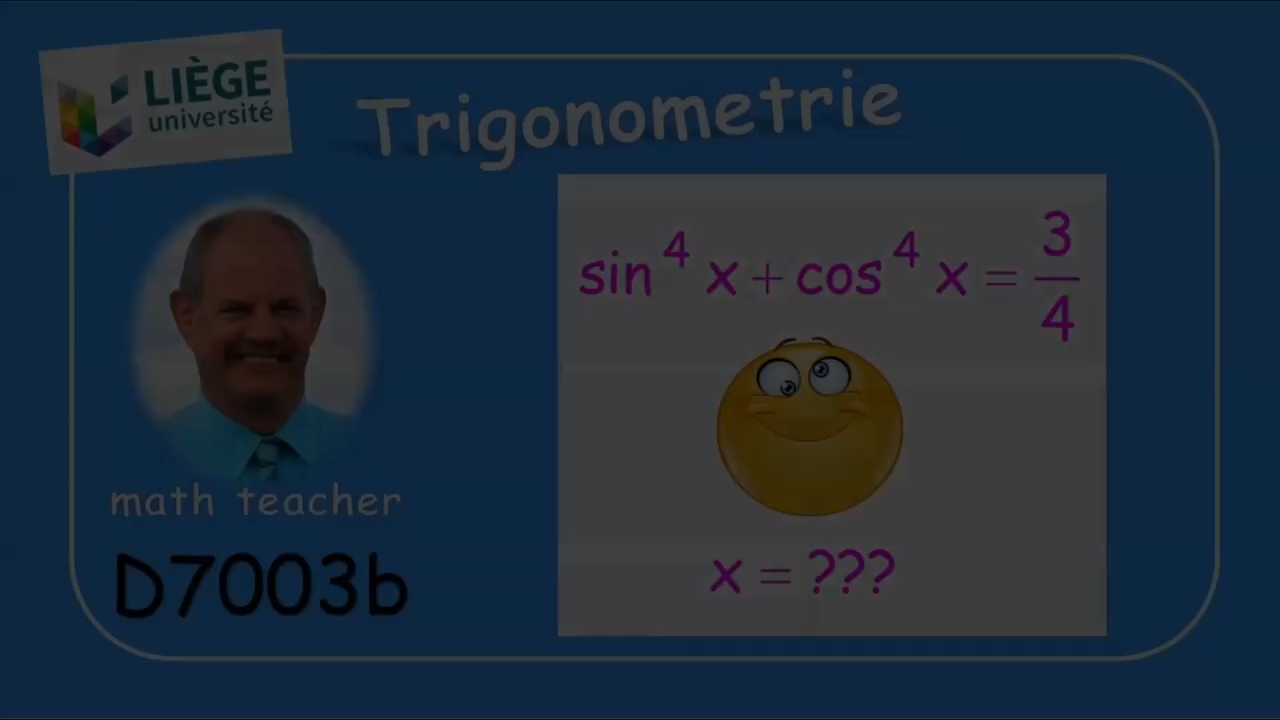 LIÈGE
université
Trigonometrie
sin⁴ x + cos⁴ x = 3/4
x = ???
math teacher
D7003b